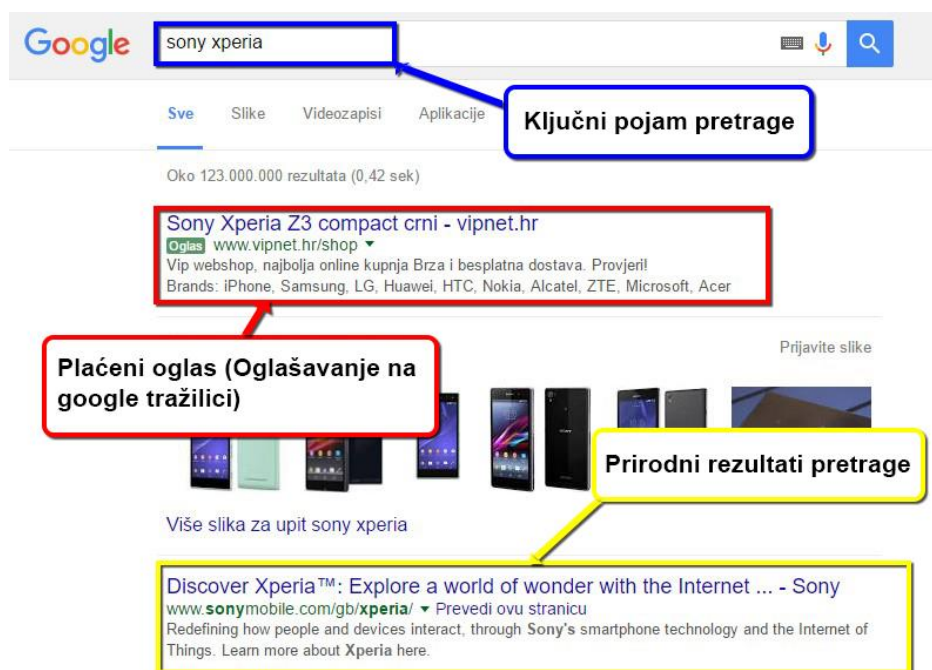 Google
sony xperia
Sve Slike Videozapisi Aplikacije
Ključni pojam pretrage
Oko 123.000.000 rezultata (0,42 sek)
Sony Xperia Z3 compact crni - vipnet.hr
Oglas www.vipnet.hr/shop
Vip webshop, najbolja online kupnja Brza i besplatna dostava. Provjeri!
Brands: iPhone, Samsung, LG, Huawei, HTC, Nokia, Alcatel, ZTE, Microsoft, Acer
Prijavite slike
Plaćeni oglas (Oglašavanje na
google tražilici)
Prirodni rezultati pretrage
Više slika za upit sony xperia
Discover Xperia™: Explore a world of wonder with the Internet ... - Sony
www.sonymobile.com/gb/xperia/ Prevedi ovu stranicu
Redefining how people and devices interact, through Sony's smartphone technology and the Internet of
Things. Learn more about Xperia here.